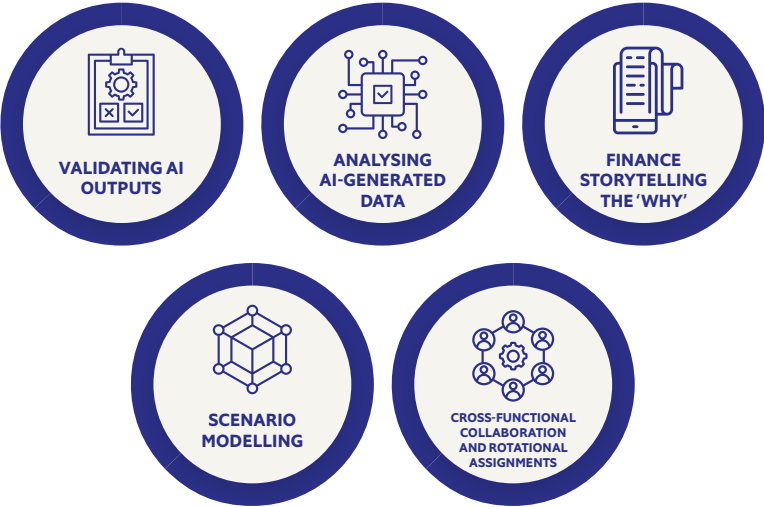 VALIDATING AI
OUTPUTS
ANALYSING
AI-GENERATED
DATA
FINANCE
STORYTELLING
THE ‘WHY’
SCENARIO
MODELLING
CROSS-FUNCTIONAL
COLLABORATION
AND ROTATIONAL
ASSIGNMENTS